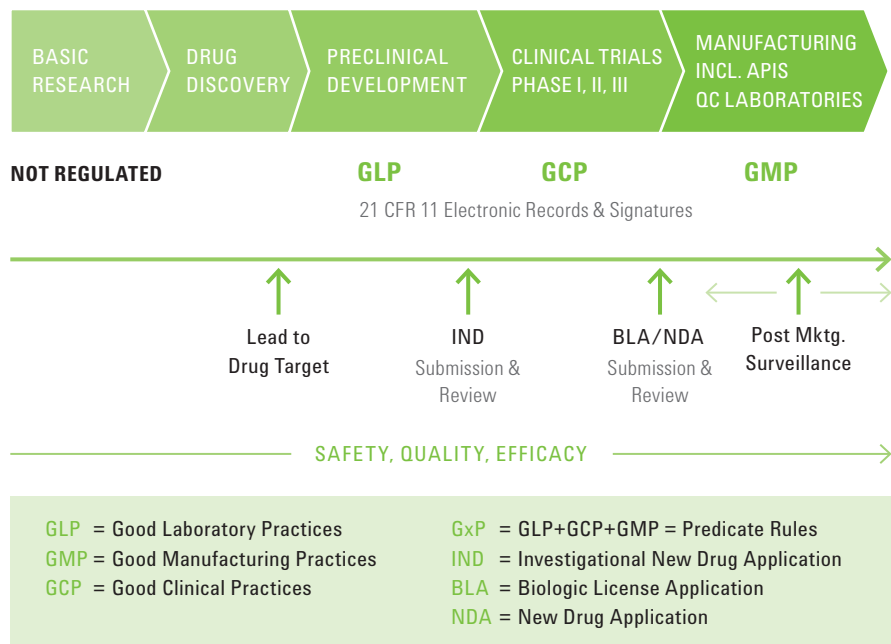 BASIC
RESEARCH
DRUG
DISCOVERY
PRECLINICAL
DEVELOPMENT
CLINICAL TRIALS
PHASE I, II, III
MANUFACTURING
INCL. APIS
QC LABORATORIES
NOT REGULATED
GLP
GCP
GMP
21 CFR 11 Electronic Records & Signatures
Lead to
Drug Target
IND
Submission &
Review
BLA/NDA
Submission &
Review
Post Mktg.
Surveillance
SAFETY, QUALITY, EFFICACY
GLP = Good Laboratory Practices
GMP = Good Manufacturing Practices
GCP = Good Clinical Practices
GxP = GLP+GCP+GMP = Predicate Rules
IND = Investigational New Drug Application
BLA = Biologic License Application
NDA = New Drug Application